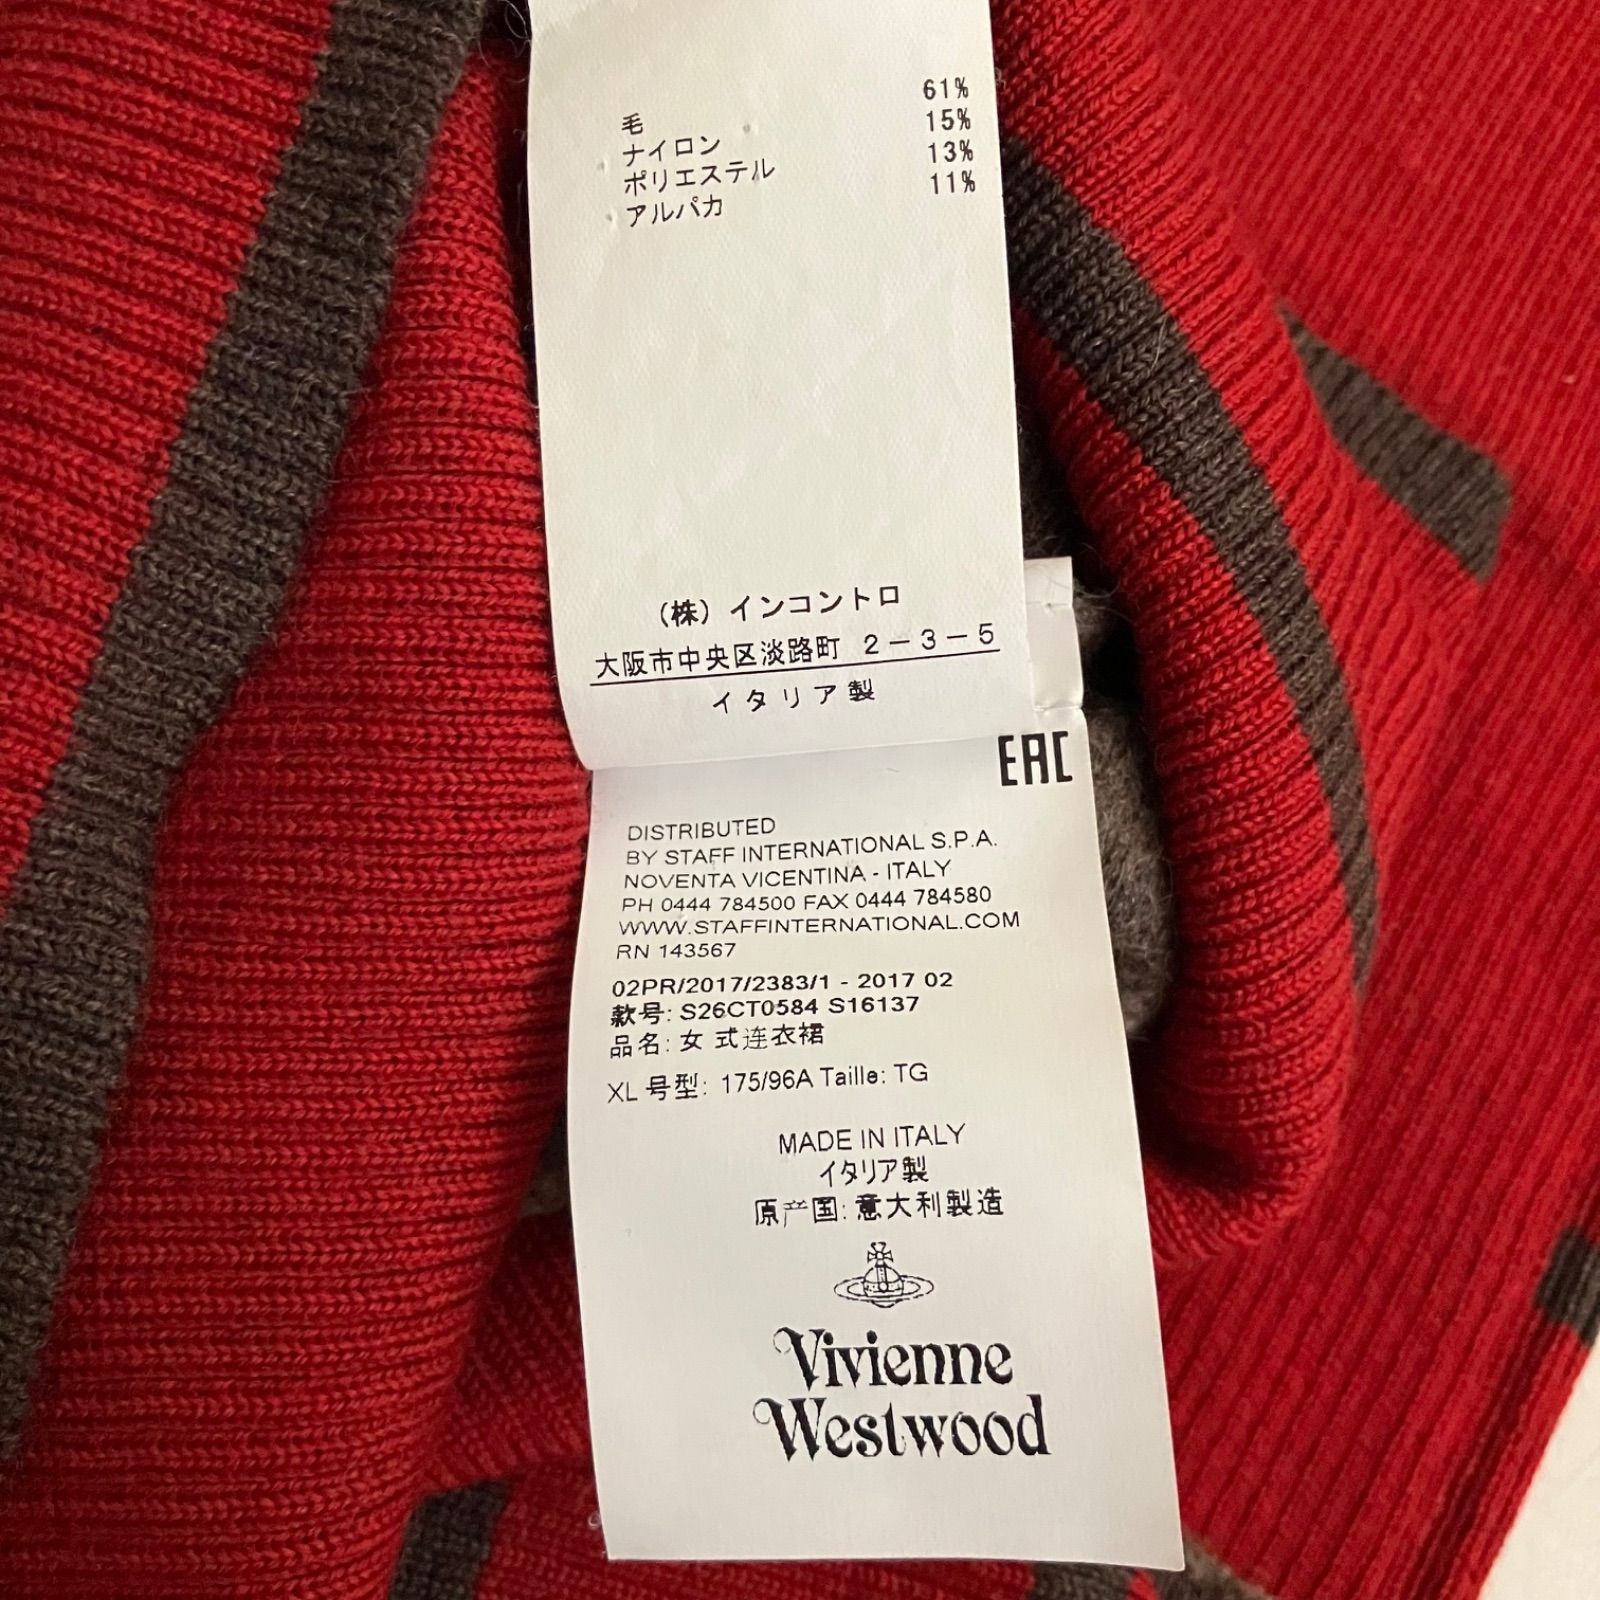 毛 61%
ナイロン 15%
ポリエステル 13%
アルパカ 11%
(株) インコントロ
大阪市中央区淡路町 2-3-5
イタリア製
EAC
DISTRIBUTED
BY STAFF INTERNATIONAL S.P.A.
NOVENTA VICENTINA - ITALY
PH 0444 784500 FAX 0444 784580
WWW.STAFFINTERNATIONAL.COM
RN 143567
02PR/2017/2383/1 - 2017 02
款号: S26CT0584 S16137
品名: 女 式连衣裙
XL 号型: 175/96A Taille: TG
MADE IN ITALY
イタリア製
原产国: 意大利製造
Vivienne
Westwood